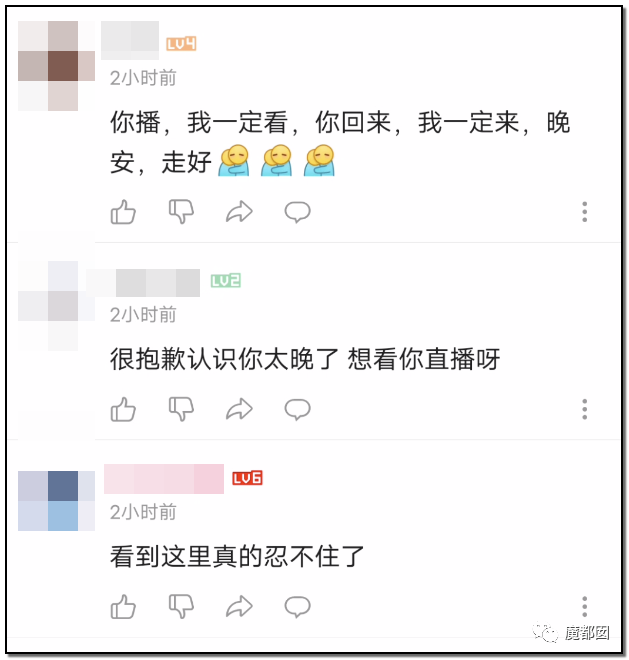 LV4
2小时前
你播，我一定看，你回来，我一定来，晚
安，走好
LV2
2小时前
很抱歉认识你太晚了 想看你直播呀
LV6
2小时前
看到这里真的忍不住了
魔都囡